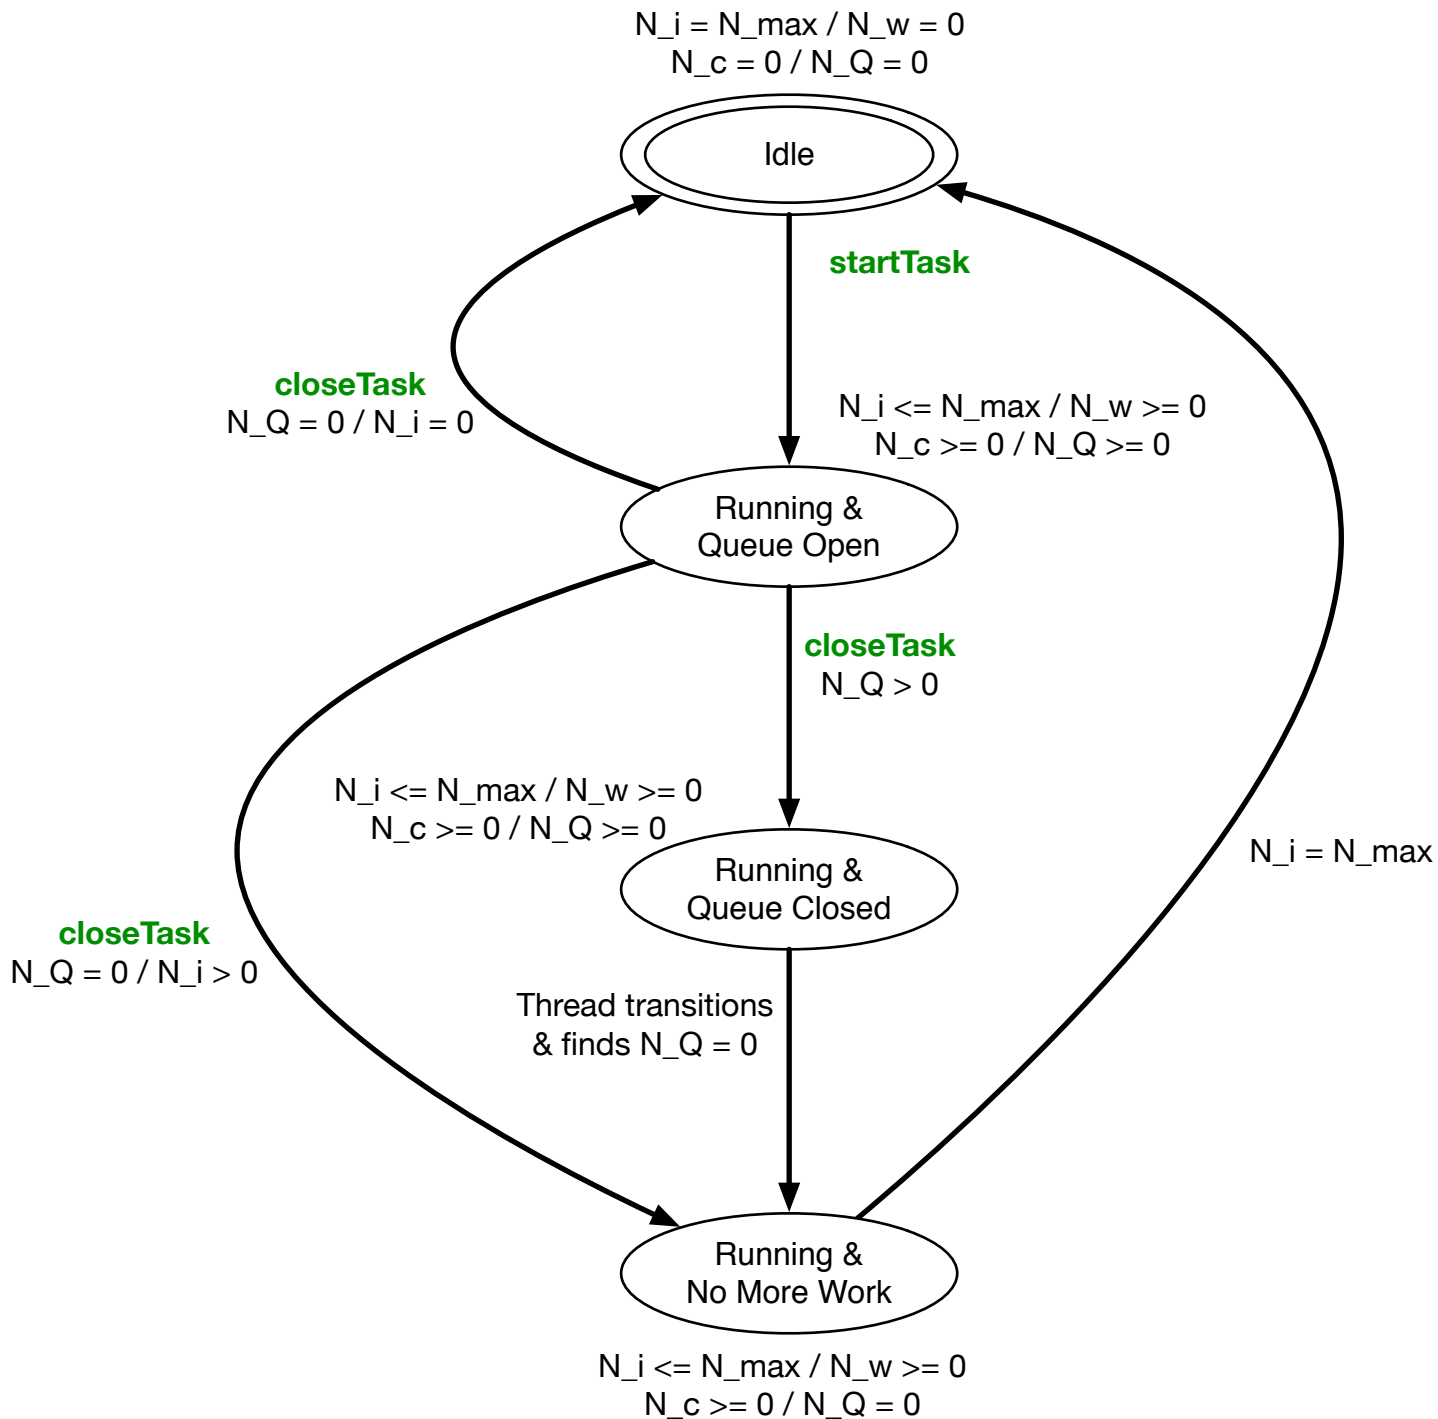 N_i = N_max / N_w = 0
N_c = 0 / N_Q = 0
Idle
startTask
closeTask
N_Q = 0 / N_i = 0
N_i <= N_max / N_w >= 0
N_c >= 0 / N_Q >= 0
Running &
Queue Open
closeTask
N_Q > 0
N_i <= N_max / N_w >= 0
N_c >= 0 / N_Q >= 0
Running &
Queue Closed
N_i = N_max
closeTask
N_Q = 0 / N_i > 0
Thread transitions
& finds N_Q = 0
Running &
No More Work
N_i <= N_max / N_w >= 0
N_c >= 0 / N_Q = 0